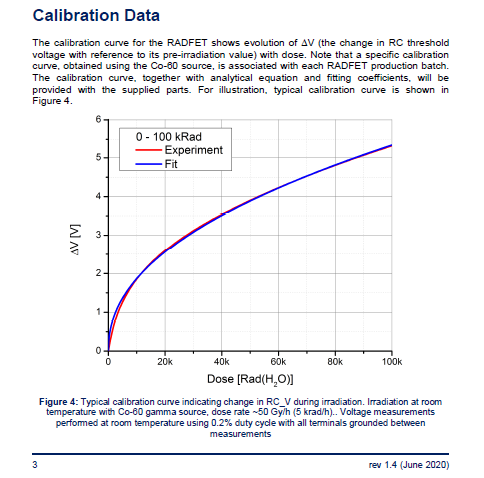 Calibration Data
The calibration curve for the RADFET shows evolution of ΔV (the change in RC threshold
voltage with reference to its pre-irradiation value) with dose. Note that a specific calibration
curve, obtained using the Co-60 source, is associated with each RADFET production batch.
The calibration curve, together with analytical equation and fitting coefficients, will be
provided with the supplied parts. For illustration, typical calibration curve is shown in
Figure 4.
6
0 - 100 kRad
Experiment
Fit
5
4
3
2
1
0
ΔV [V]
0 20k 40k 60k 80k 100k
Dose [Rad(H₂O)]
Figure 4: Typical calibration curve indicating change in RC_V during irradiation. Irradiation at room
temperature with Co-60 gamma source, dose rate ~50 Gy/h (5 krad/h).. Voltage measurements
performed at room temperature using 0.2% duty cycle with all terminals grounded between
measurements
3 rev 1.4 (June 2020)